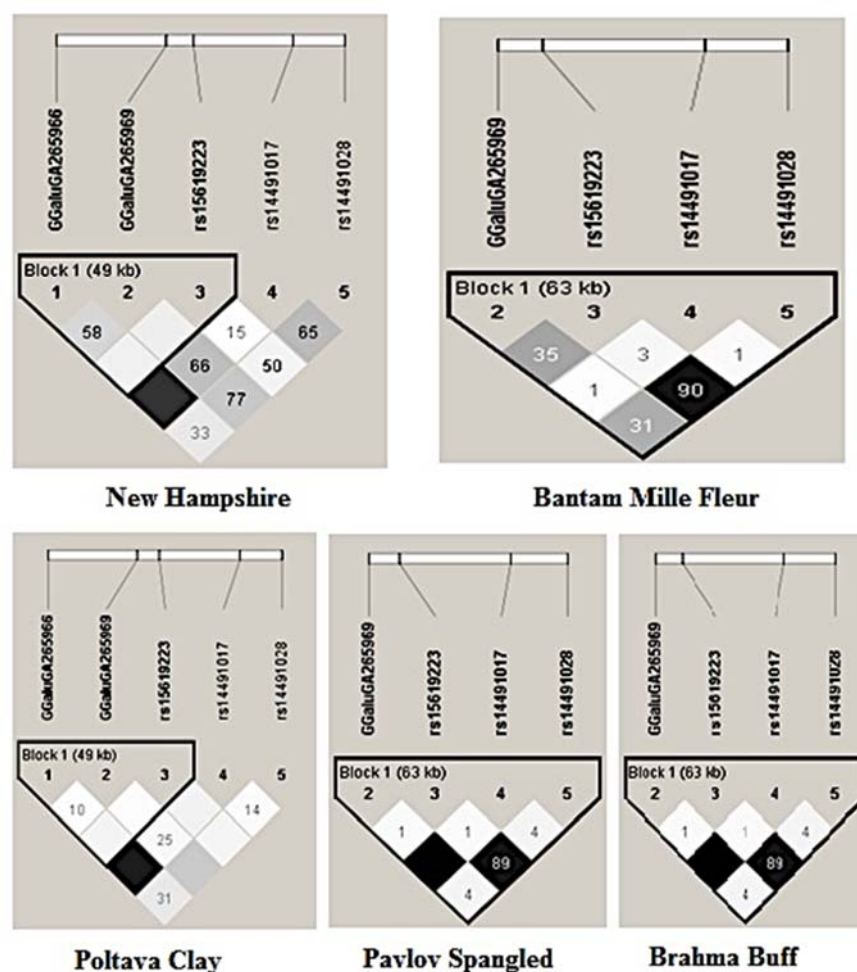 GGaluGA265966 GGaluGA265969 rs15619223 rs14491017 rs14491028
Block 1 (49 kb)
1 2 3 4 5
58 15 65
66 50
77
33
New Hampshire
GGaluGA265969 rs15619223 rs14491017 rs14491028
Block 1 (63 kb)
2 3 4 5
35 3 1
1 90
31
Bantam Mille Fleur
GGaluGA265966 GGaluGA265969 rs15619223 rs14491017 rs14491028
Block 1 (49 kb)
1 2 3 4 5
10 14
25
31
Poltava Clay
GGaluGA265969 rs15619223 rs14491017 rs14491028
Block 1 (63 kb)
2 3 4 5
1 1 4
89
4
Pavlov Spangled
GGaluGA265969 rs15619223 rs14491017 rs14491028
Block 1 (63 kb)
2 3 4 5
1 1 4
89
4
Brahma Buff